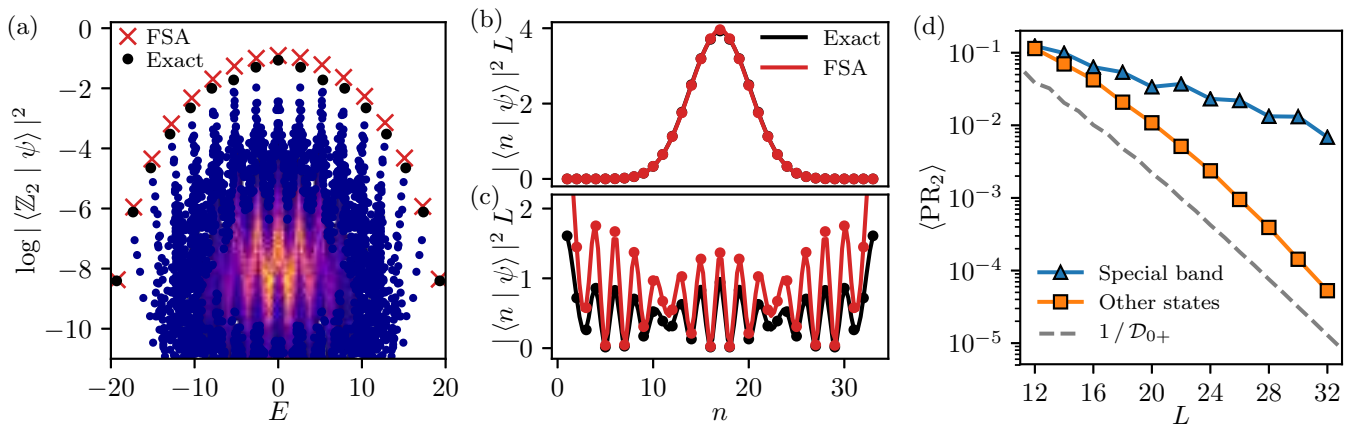 (a)
log |⟨ℤ₂ | ψ⟩|²
0
−2
−4
−6
−8
−10
FSA
Exact
−20
−10
0
10
20
E
(b)
|⟨n | ψ⟩|² L
4
2
0
Exact
FSA
(c)
|⟨n | ψ⟩|² L
2
1
0
0
10
20
30
n
(d)
⟨PR₂⟩
10⁻¹
10⁻²
10⁻³
10⁻⁴
10⁻⁵
Special band
Other states
1/𝒟₀₊
12
16
20
24
28
32
L